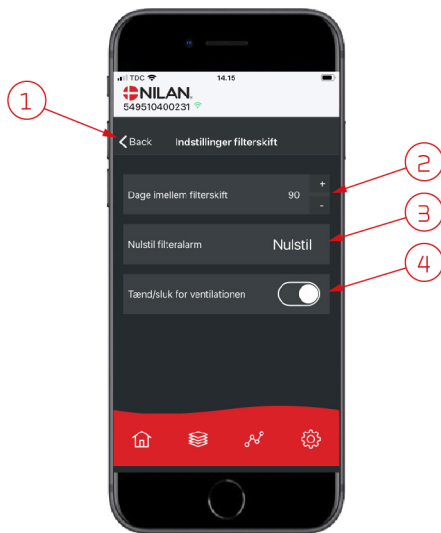 TDC 14.15
NILAN
549510400231
Back Indstillinger filterskift
Dage imellem filterskift 90 + -
Nulstil filteralarm Nulstil
Tænd/sluk for ventilationen
1
2
3
4